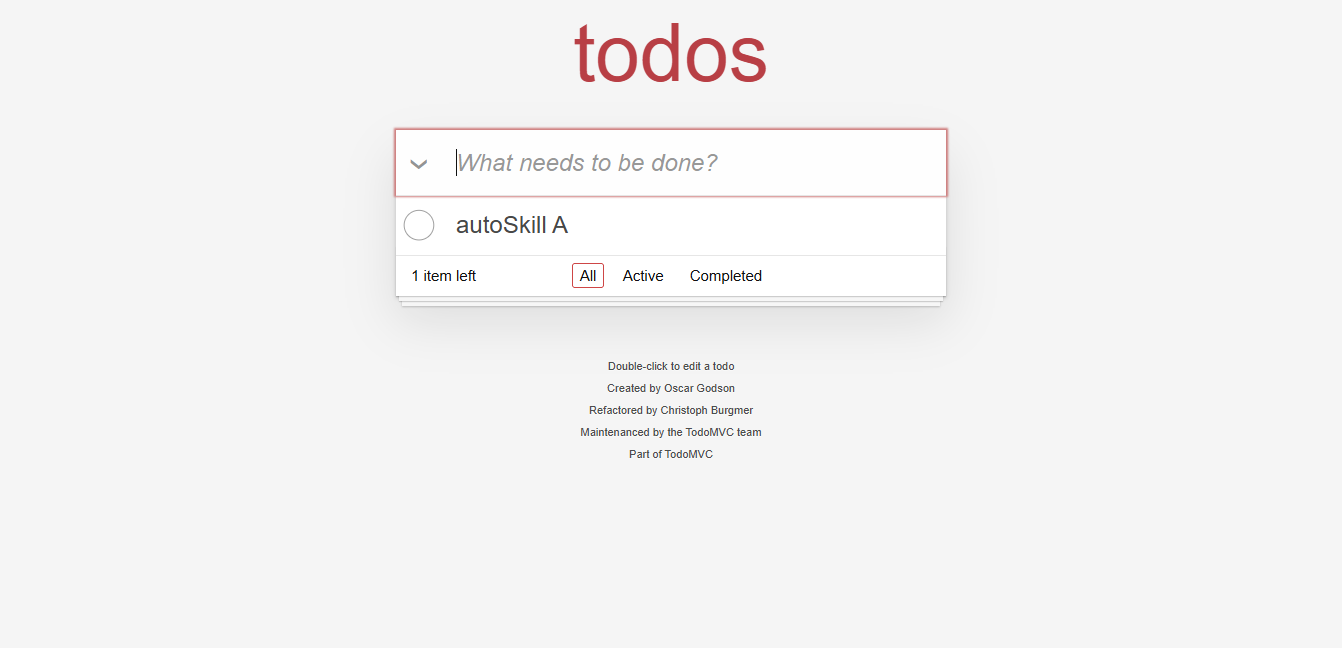 todos
What needs to be done?
autoSkill A
1 item left All Active Completed
Double-click to edit a todo
Created by Oscar Godson
Refactored by Christoph Burgmer
Maintenanced by the TodoMVC team
Part of TodoMVC